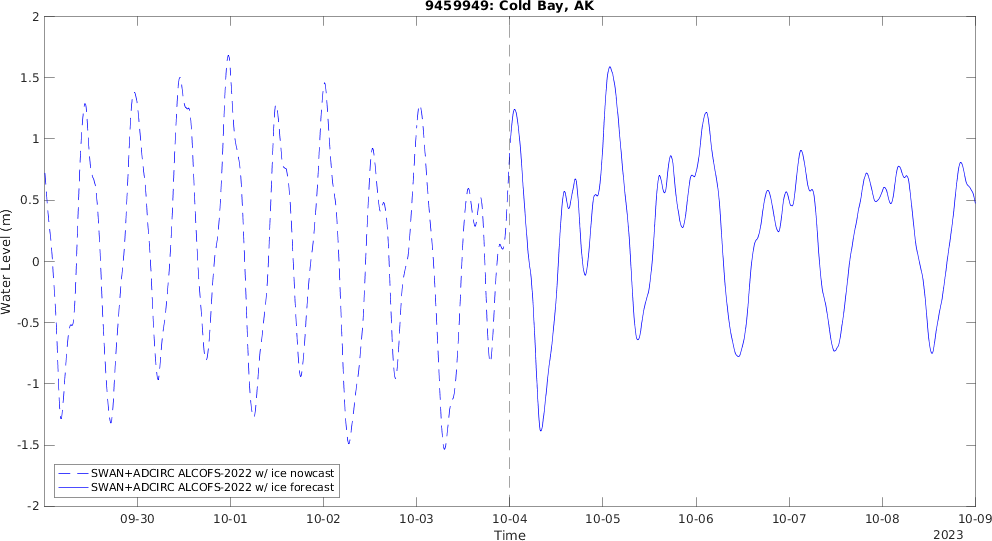 9459949: Cold Bay, AK
Water Level (m)
2
1.5
1
0.5
0
-0.5
-1
-1.5
-2
SWAN+ADCIRC ALCOFS-2022 w/ ice nowcast
SWAN+ADCIRC ALCOFS-2022 w/ ice forecast
09-30 10-01 10-02 10-03 10-04 10-05 10-06 10-07 10-08 10-09
Time
2023